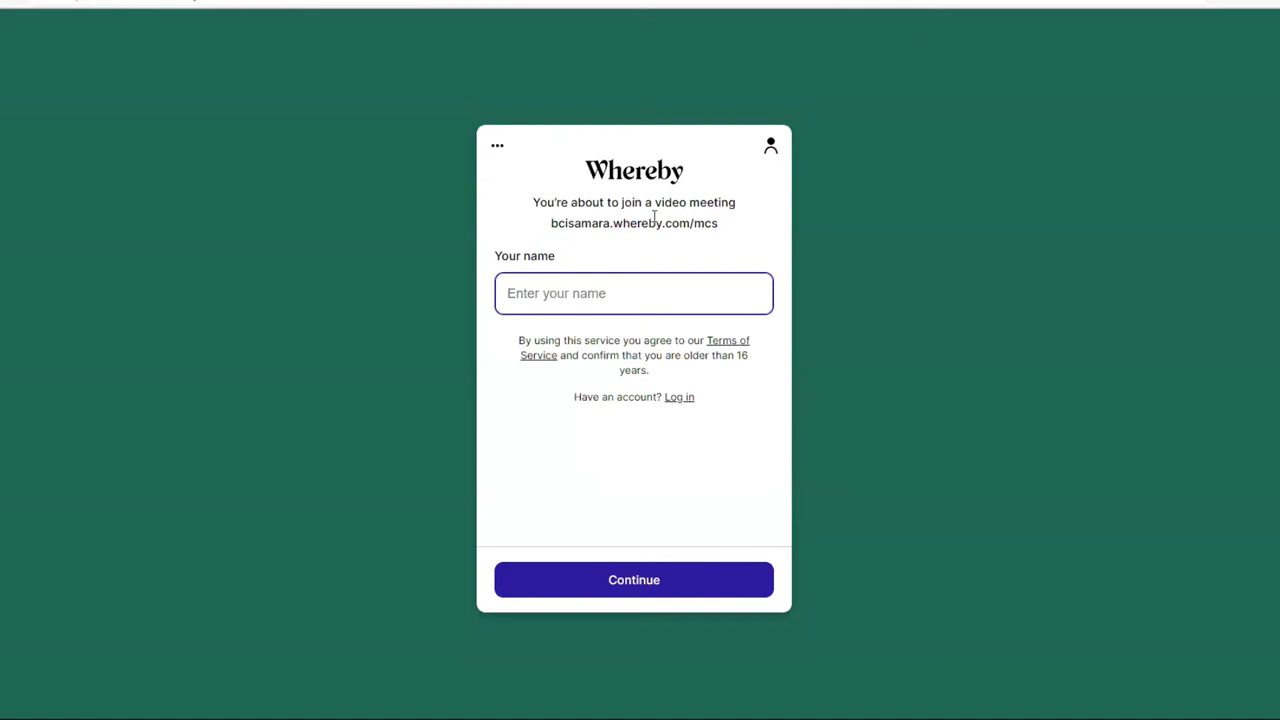 Whereby
You're about to join a video meeting
bcisamara.whereby.com/mcs
Your name
Enter your name
By using this service you agree to our Terms of
Service and confirm that you are older than 16
years.
Have an account? Log in
Continue